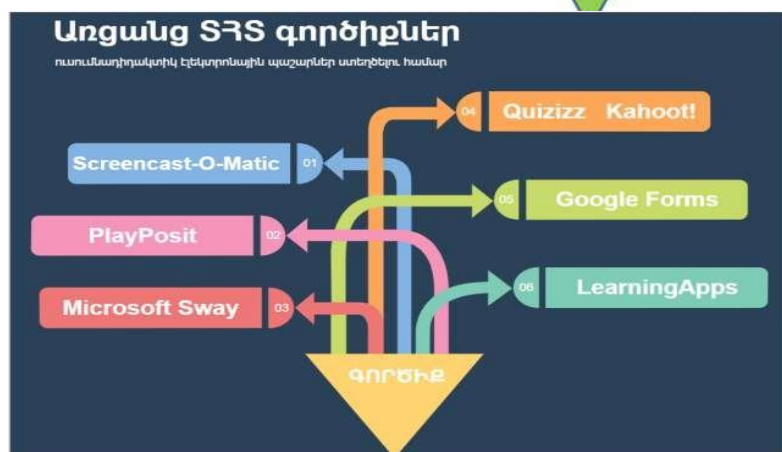 Առցանց ՏՀՏ գործիքներ
ուսումնադիդակտիկ էլեկտրոնային պաշարներ ստեղծելու համար
04 Quizizz Kahoot!
Screencast-O-Matic 01
05 Google Forms
PlayPosit 02
06 LearningApps
Microsoft Sway 03
ԳՈՐԾԻՔ